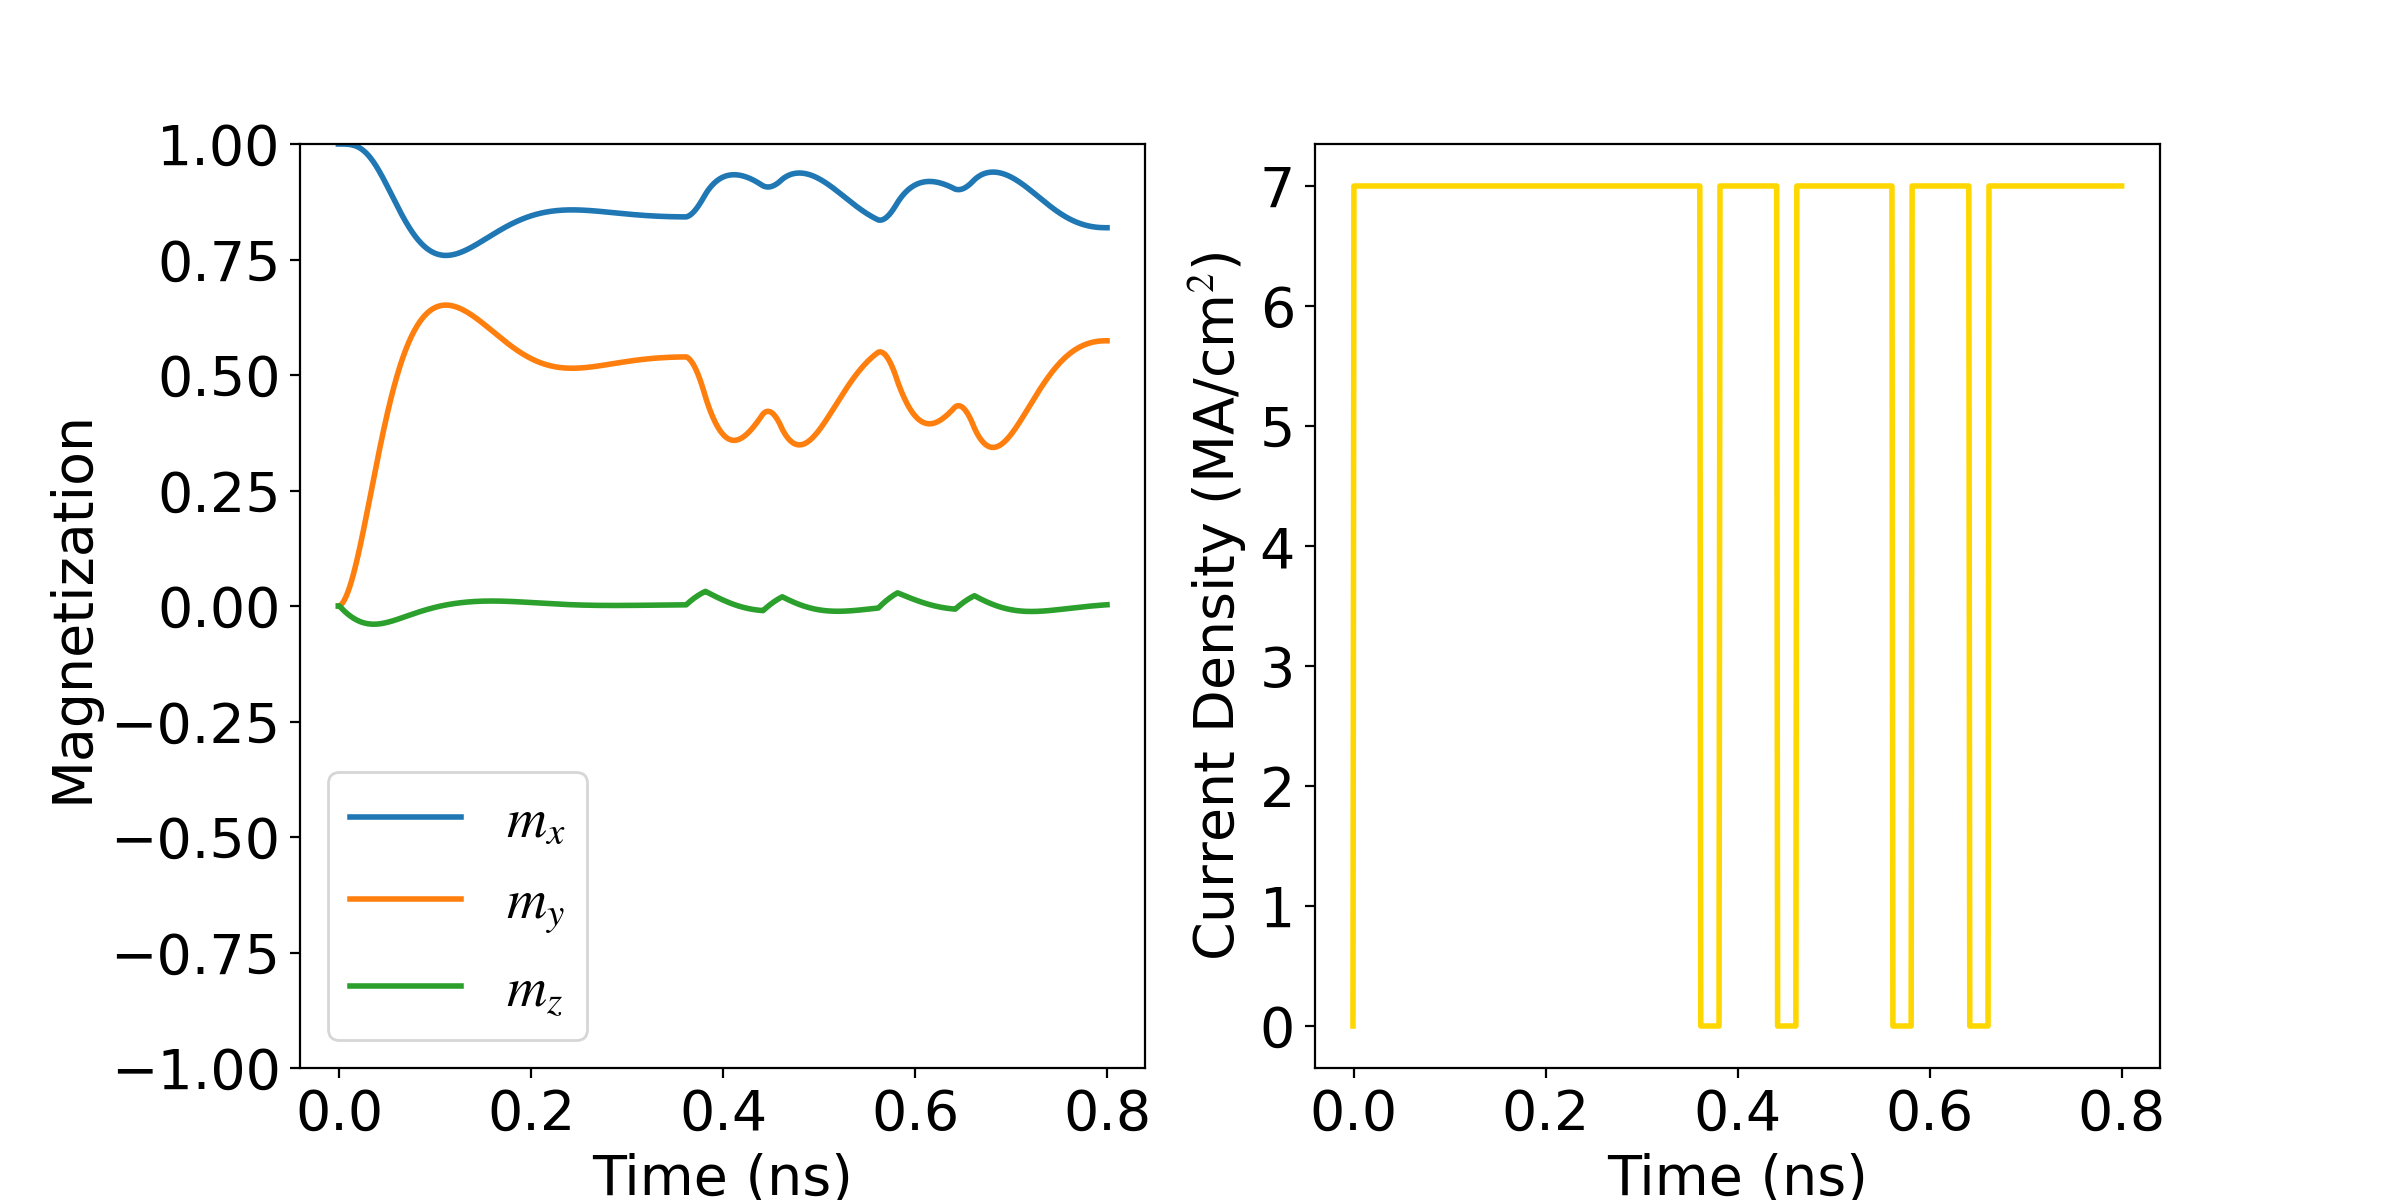 Magnetization
1.00
0.75
0.50
0.25
0.00
−0.25
−0.50
−0.75
−1.00
m_x
m_y
m_z
0.0 0.2 0.4 0.6 0.8
Time (ns)
Current Density (MA/cm²)
7
6
5
4
3
2
1
0
0.0 0.2 0.4 0.6 0.8
Time (ns)